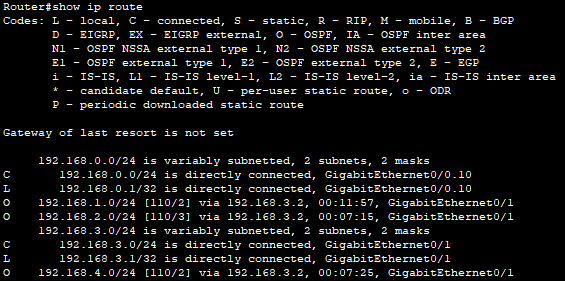 Router#show ip route
Codes: L - local, C - connected, S - static, R - RIP, M - mobile, B - BGP
       D - EIGRP, EX - EIGRP external, O - OSPF, IA - OSPF inter area
       N1 - OSPF NSSA external type 1, N2 - OSPF NSSA external type 2
       E1 - OSPF external type 1, E2 - OSPF external type 2, E - EGP
       i - IS-IS, L1 - IS-IS level-1, L2 - IS-IS level-2, ia - IS-IS inter area
       * - candidate default, U - per-user static route, o - ODR
       P - periodic downloaded static route
Gateway of last resort is not set
     192.168.0.0/24 is variably subnetted, 2 subnets, 2 masks
C       192.168.0.0/24 is directly connected, GigabitEthernet0/0.10
L       192.168.0.1/32 is directly connected, GigabitEthernet0/0.10
O    192.168.1.0/24 [110/2] via 192.168.3.2, 00:11:57, GigabitEthernet0/1
O    192.168.2.0/24 [110/3] via 192.168.3.2, 00:07:15, GigabitEthernet0/1
     192.168.3.0/24 is variably subnetted, 2 subnets, 2 masks
C       192.168.3.0/24 is directly connected, GigabitEthernet0/1
L       192.168.3.1/32 is directly connected, GigabitEthernet0/1
O    192.168.4.0/24 [110/2] via 192.168.3.2, 00:07:25, GigabitEthernet0/1